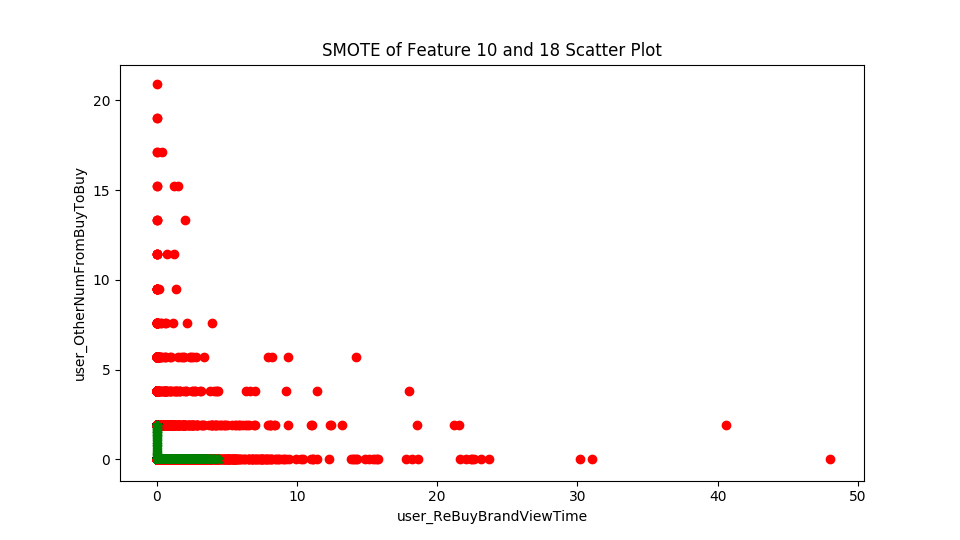 SMOTE of Feature 10 and 18 Scatter Plot
user_OtherNumFromBuyToBuy
20
15
10
5
0
0 10 20 30 40 50
user_ReBuyBrandViewTime